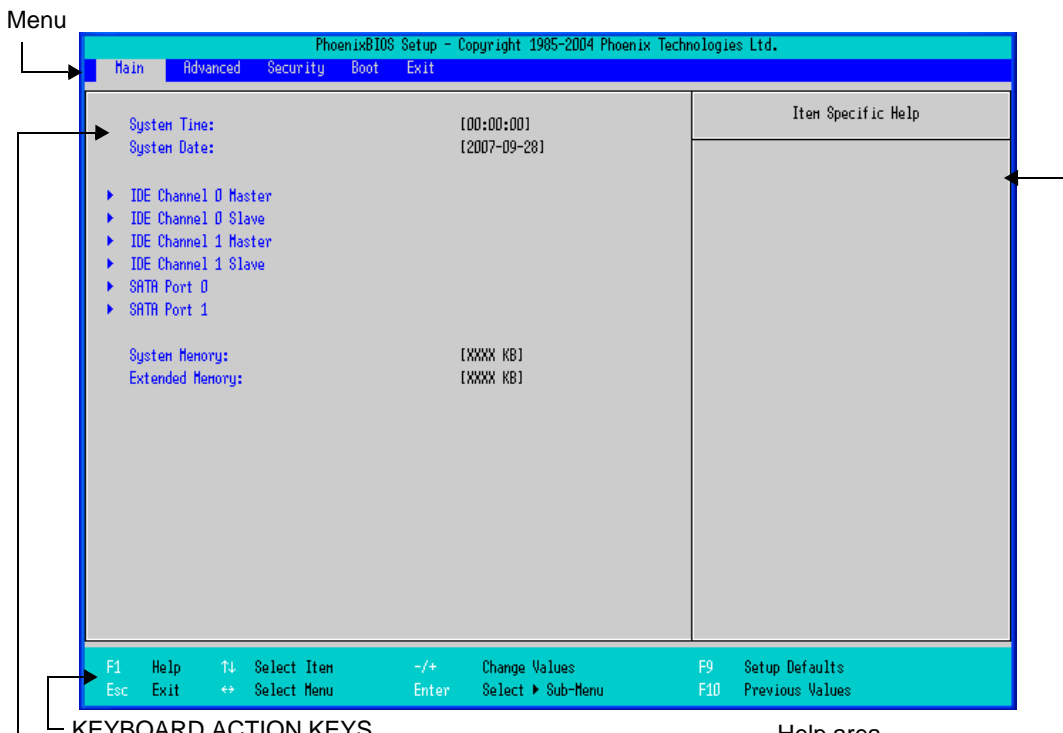 Menu
PhoenixBIOS Setup - Copyright 1985-2004 Phoenix Technologies Ltd.
Main Advanced Security Boot Exit
Item Specific Help
System Time: [00:00:00]
System Date: [2007-09-28]
IDE Channel 0 Master
IDE Channel 0 Slave
IDE Channel 1 Master
IDE Channel 1 Slave
SATA Port 0
SATA Port 1
System Memory: [XXXX KB]
Extended Memory: [XXXX KB]
F1 Help ↑↓ Select Item -/+ Change Values F9 Setup Defaults
Esc Exit ↔ Select Menu Enter Select ▶ Sub-Menu F10 Previous Values
KEYBOARD ACTION KEYS
Help area